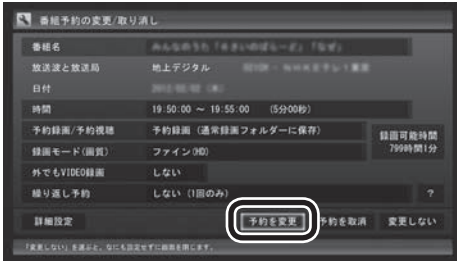 番組予約の変更/取り消し
番組名
放送波と放送局 地上デジタル
日付
時間 19:50:00 ～ 19:55:00 (5分00秒)
予約録画/予約視聴 予約録画 (通常録画フォルダーに保存)
録画可能時間
799時間1分
録画モード(画質) ファイン(HD)
外でもVIDEO録画 しない
繰り返し予約 しない (1回のみ) ?
詳細設定 予約を変更 予約を取消 変更しない
「変更しない」を選ぶと、なにも設定せずに画面を閉じます。